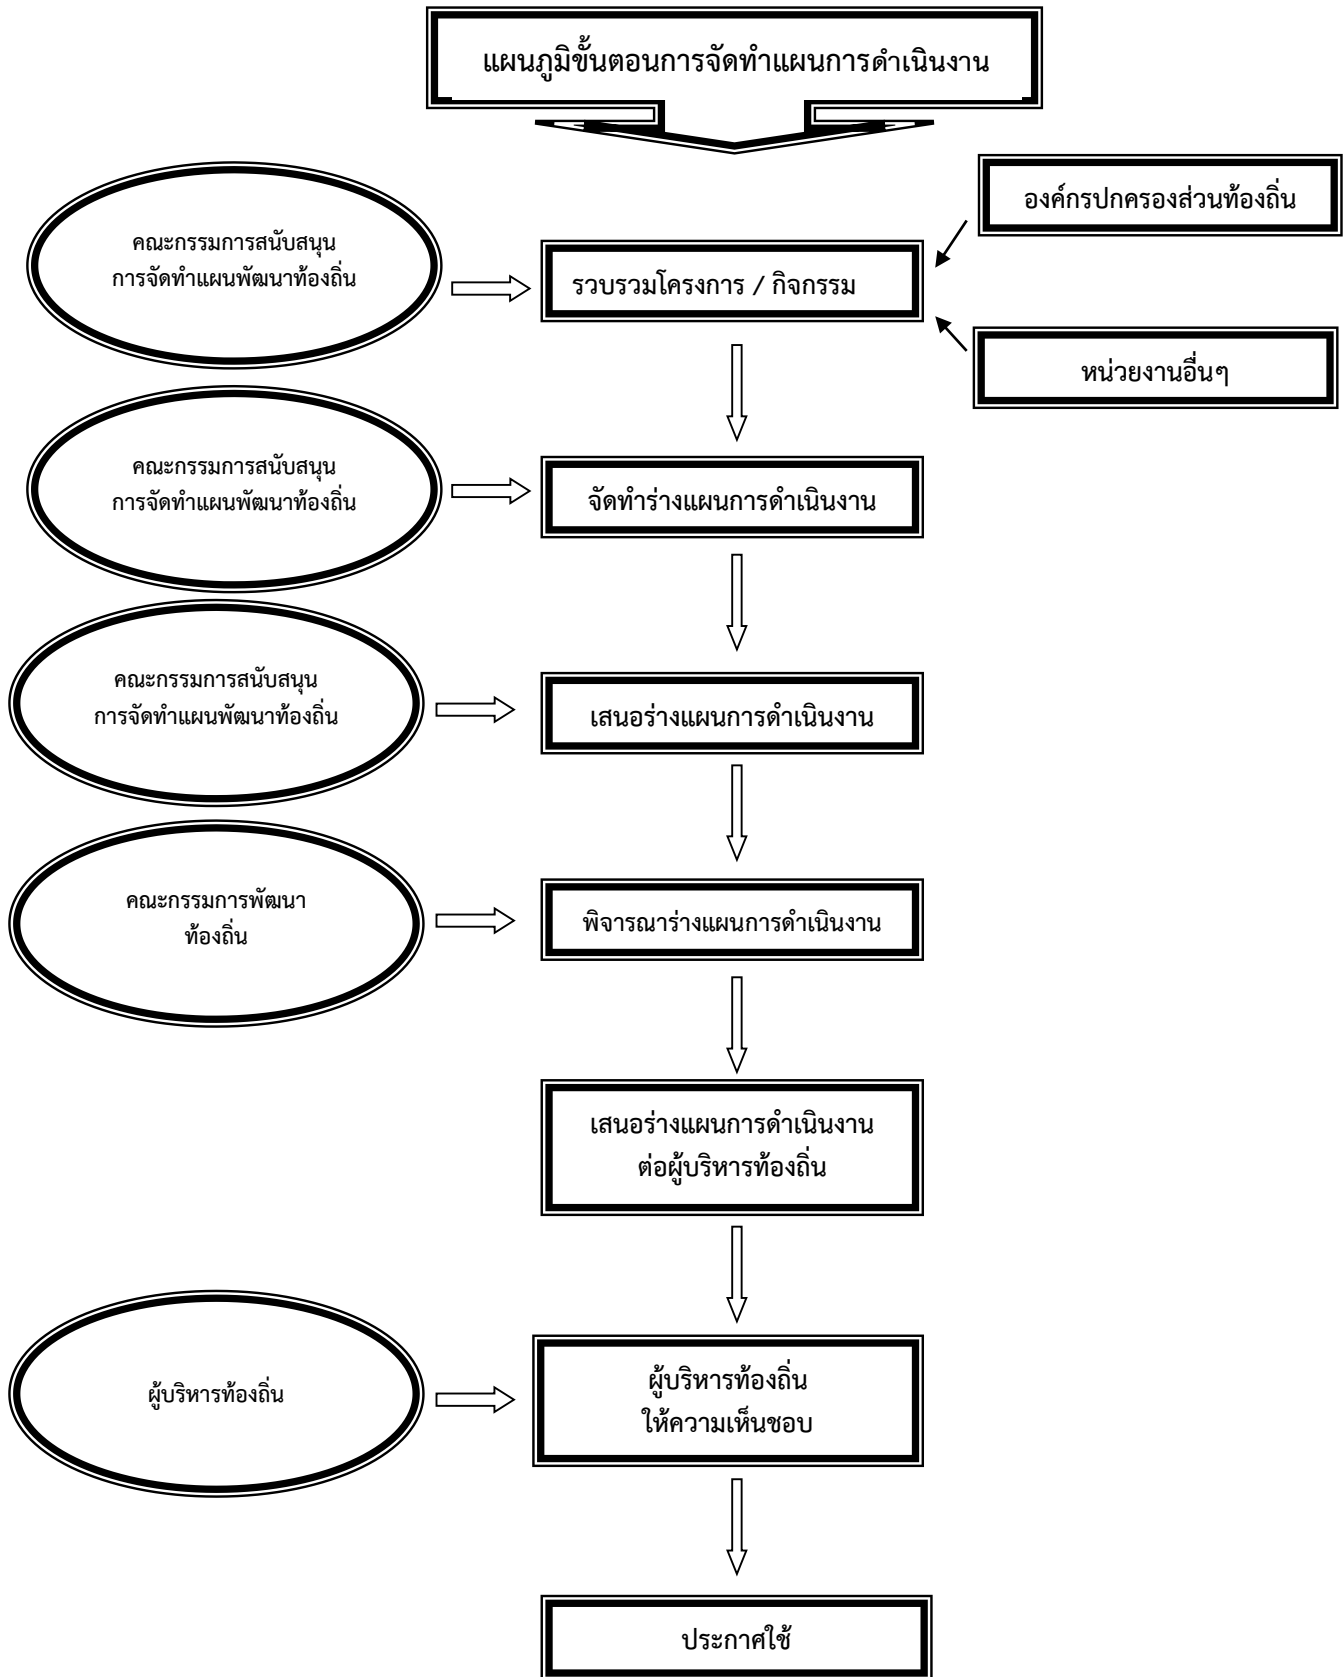 แผนภูมิขั้นตอนการจัดทำแผนการดำเนินงาน
องค์กรปกครองส่วนท้องถิ่น
คณะกรรมการสนับสนุน
การจัดทำแผนพัฒนาท้องถิ่น
รวบรวมโครงการ / กิจกรรม
หน่วยงานอื่นๆ
คณะกรรมการสนับสนุน
การจัดทำแผนพัฒนาท้องถิ่น
จัดทำร่างแผนการดำเนินงาน
คณะกรรมการสนับสนุน
การจัดทำแผนพัฒนาท้องถิ่น
เสนอร่างแผนการดำเนินงาน
คณะกรรมการพัฒนา
ท้องถิ่น
พิจารณาร่างแผนการดำเนินงาน
เสนอร่างแผนการดำเนินงาน
ต่อผู้บริหารท้องถิ่น
ผู้บริหารท้องถิ่น
ผู้บริหารท้องถิ่น
ให้ความเห็นชอบ
ประกาศใช้